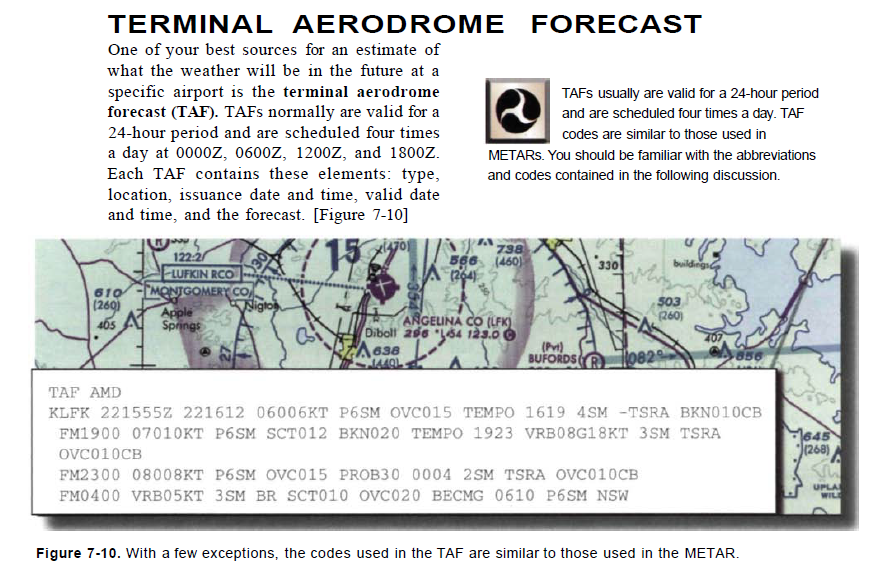 TERMINAL AERODROME FORECAST
One of your best sources for an estimate of
what the weather will be in the future at a
specific airport is the terminal aerodrome
forecast (TAF). TAFs normally are valid for a
24-hour period and are scheduled four times
a day at 0000Z, 0600Z, 1200Z, and 1800Z.
Each TAF contains these elements: type,
location, issuance date and time, valid date
and time, and the forecast. [Figure 7-10]
TAFs usually are valid for a 24-hour period
and are scheduled four times a day. TAF
codes are similar to those used in
METARs. You should be familiar with the abbreviations
and codes contained in the following discussion.
122:2
LUFKIN RCO
MONTGOMERY CO
610
(260)
405
Apple
Springs
15
(470)
566
(264)
738
(460)
330
buildings
503
(260)
407
856
ANGELINA CO (LFK)
Diboll
296 *L 54 123.0 C
638
(440)
(Pvt)
BUFORDS
R
082°
27
TAF AMD
KLFK 221555Z 221612 06006KT P6SM OVC015 TEMPO 1619 4SM -TSRA BKN010CB
FM1900 07010KT P6SM SCT012 BKN020 TEMPO 1923 VRB08G18KT 3SM TSRA
OVC010CB
FM2300 08008KT P6SM OVC015 PROB30 0004 2SM TSRA OVC010CB
FM0400 VRB05KT 3SM BR SCT010 OVC020 BECMG 0610 P6SM NSW
645
(268)
Figure 7-10. With a few exceptions, the codes used in the TAF are similar to those used in the METAR.